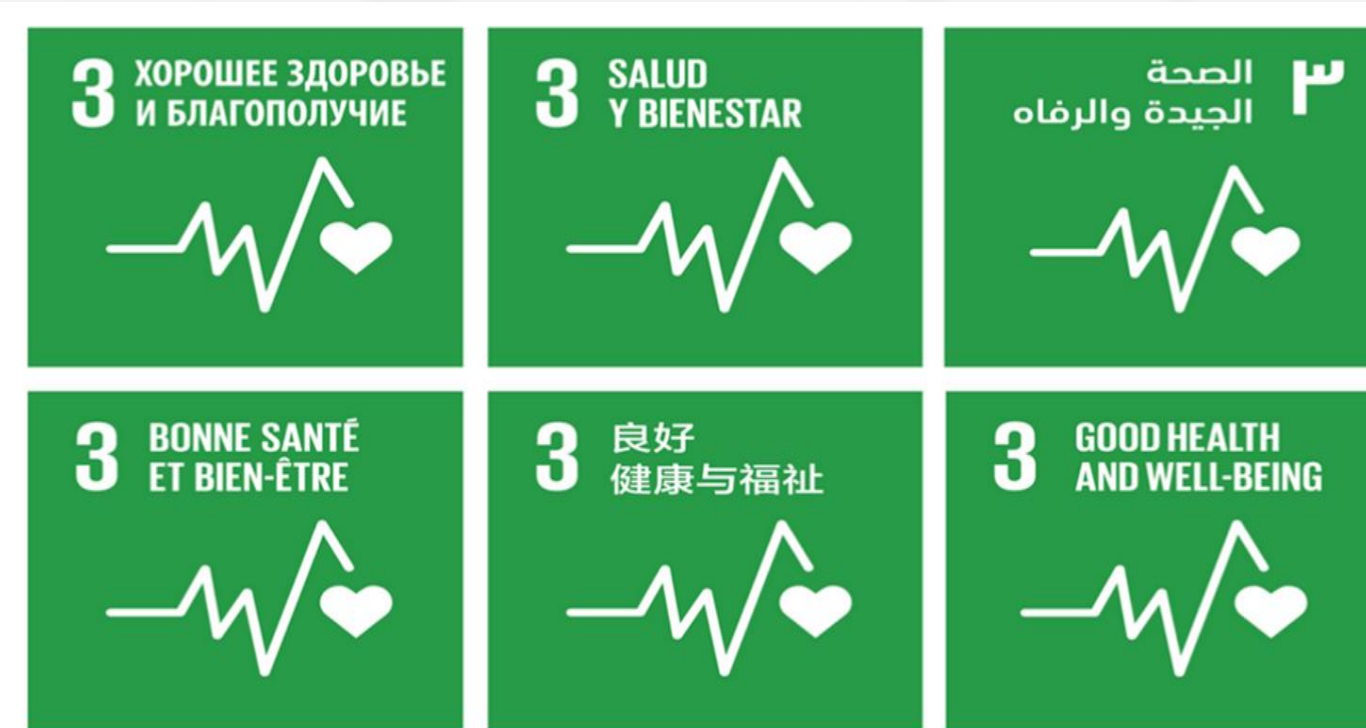 3 ХОРОШЕЕ ЗДОРОВЬЕ
И БЛАГОПОЛУЧИЕ
3 SALUD
Y BIENESTAR
٣ الصحة
الجيدة والرفاه
3 BONNE SANTÉ
ET BIEN-ÊTRE
3 良好
健康与福祉
3 GOOD HEALTH
AND WELL-BEING